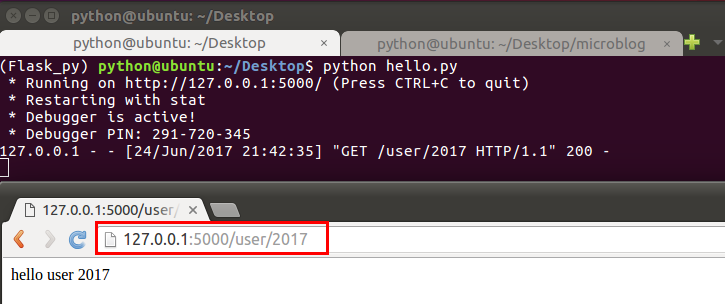 python@ubuntu: ~/Desktop
python@ubuntu: ~/Desktop × python@ubuntu: ~/Desktop/microblog ×
(Flask_py) python@ubuntu:~/Desktop$ python hello.py
* Running on http://127.0.0.1:5000/ (Press CTRL+C to quit)
* Restarting with stat
* Debugger is active!
* Debugger PIN: 291-720-345
127.0.0.1 - - [24/Jun/2017 21:42:35] "GET /user/2017 HTTP/1.1" 200 -
127.0.0.1:5000/user/ ×
127.0.0.1:5000/user/2017
hello user 2017